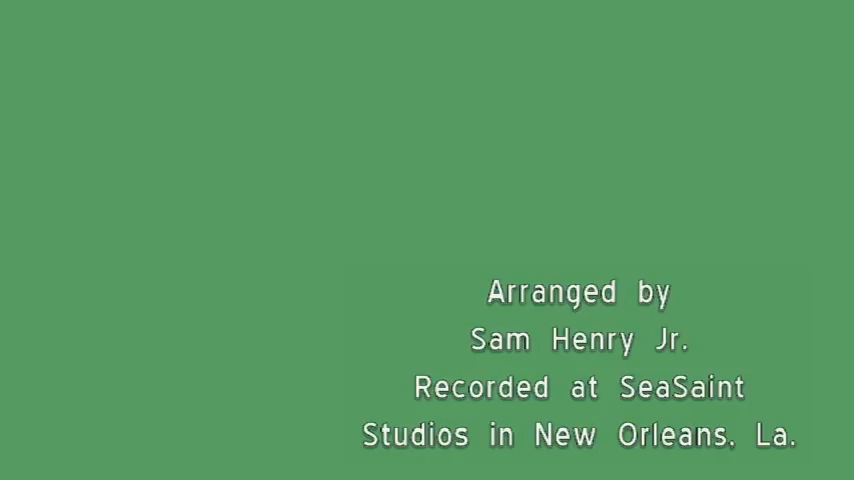 Arranged by
Sam Henry Jr.
Recorded at SeaSaint
Studios in New Orleans. La.